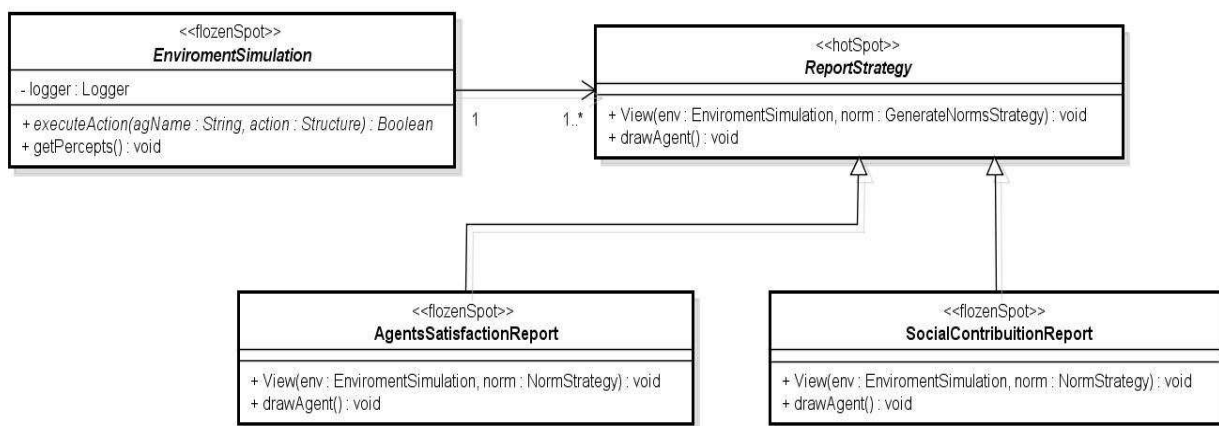 <<flozenSpot>>
EnviromentSimulation
- logger : Logger
+ executeAction(agName : String, action : Structure) : Boolean
+ getPercepts() : void
1
1..*
<<hotSpot>>
ReportStrategy
+ View(env : EnviromentSimulation, norm : GenerateNormsStrategy) : void
+ drawAgent() : void
<<flozenSpot>>
AgentsSatisfactionReport
+ View(env : EnviromentSimulation, norm : NormStrategy) : void
+ drawAgent() : void
<<flozenSpot>>
SocialContribuitionReport
+ View(env : EnviromentSimulation, norm : NormStrategy) : void
+ drawAgent() : void